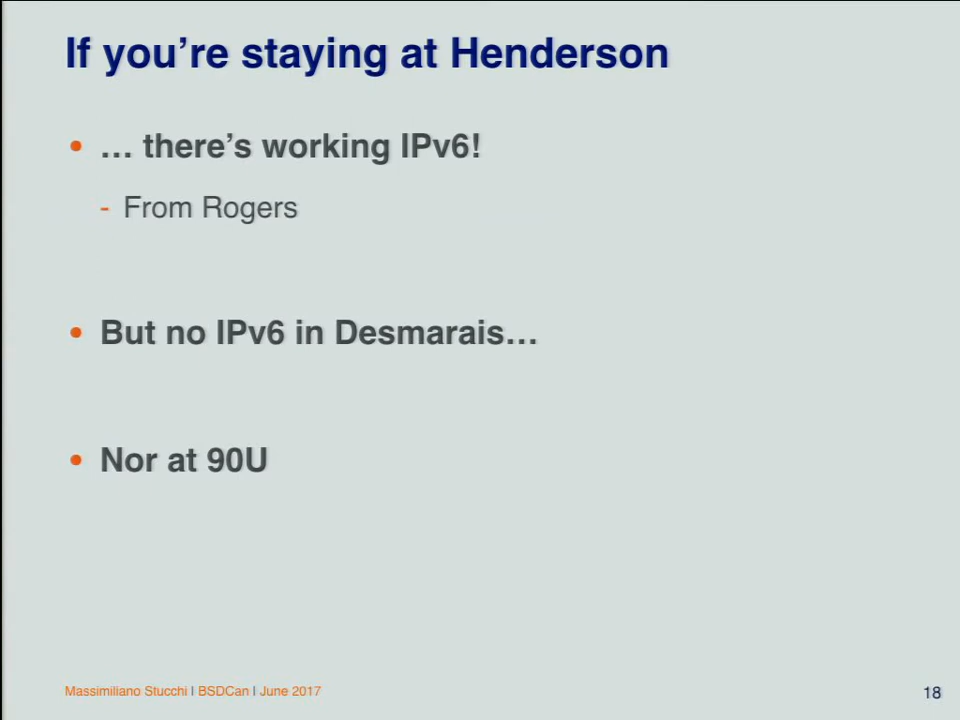 If you’re staying at Henderson
• … there’s working IPv6!
- From Rogers
• But no IPv6 in Desmarais…
• Nor at 90U
Massimiliano Stucchi | BSDCan | June 2017
18